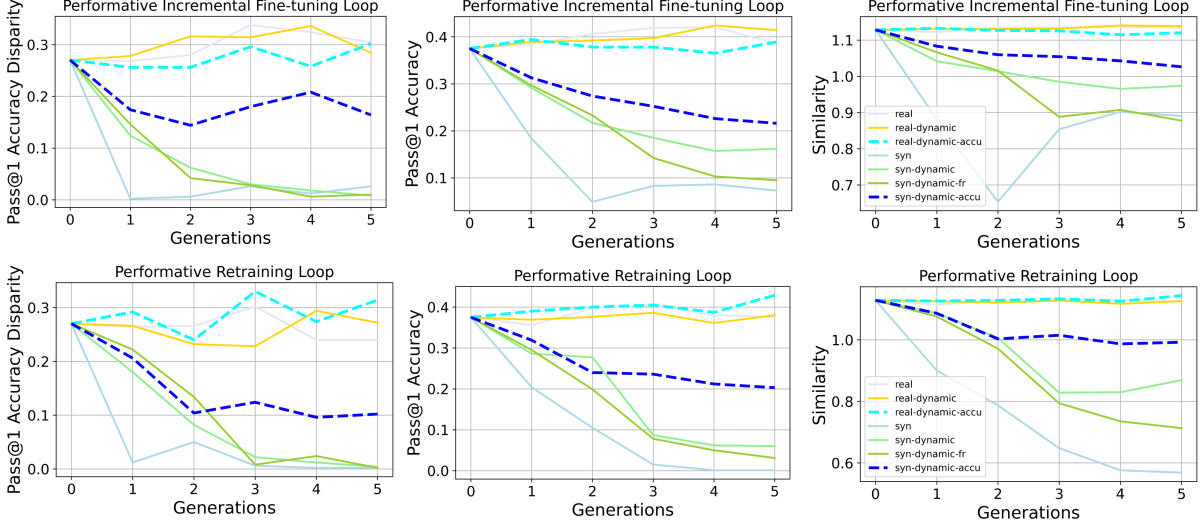 Performative Incremental Fine-tuning Loop
Pass@1 Accuracy Disparity
0.3
0.2
0.1
0.0
0 1 2 3 4 5
Generations
Performative Incremental Fine-tuning Loop
Pass@1 Accuracy
0.4
0.3
0.2
0.1
0 1 2 3 4 5
Generations
Performative Incremental Fine-tuning Loop
Similarity
1.1
1.0
0.9
0.8
0.7
real
real-dynamic
real-dynamic-accu
syn
syn-dynamic
syn-dynamic-fr
syn-dynamic-accu
0 1 2 3 4 5
Generations
Performative Retraining Loop
Pass@1 Accuracy Disparity
0.3
0.2
0.1
0.0
0 1 2 3 4 5
Generations
Performative Retraining Loop
Pass@1 Accuracy
0.4
0.3
0.2
0.1
0.0
0 1 2 3 4 5
Generations
Performative Retraining Loop
Similarity
1.0
0.8
0.6
real
real-dynamic
real-dynamic-accu
syn
syn-dynamic
syn-dynamic-fr
syn-dynamic-accu
0 1 2 3 4 5
Generations